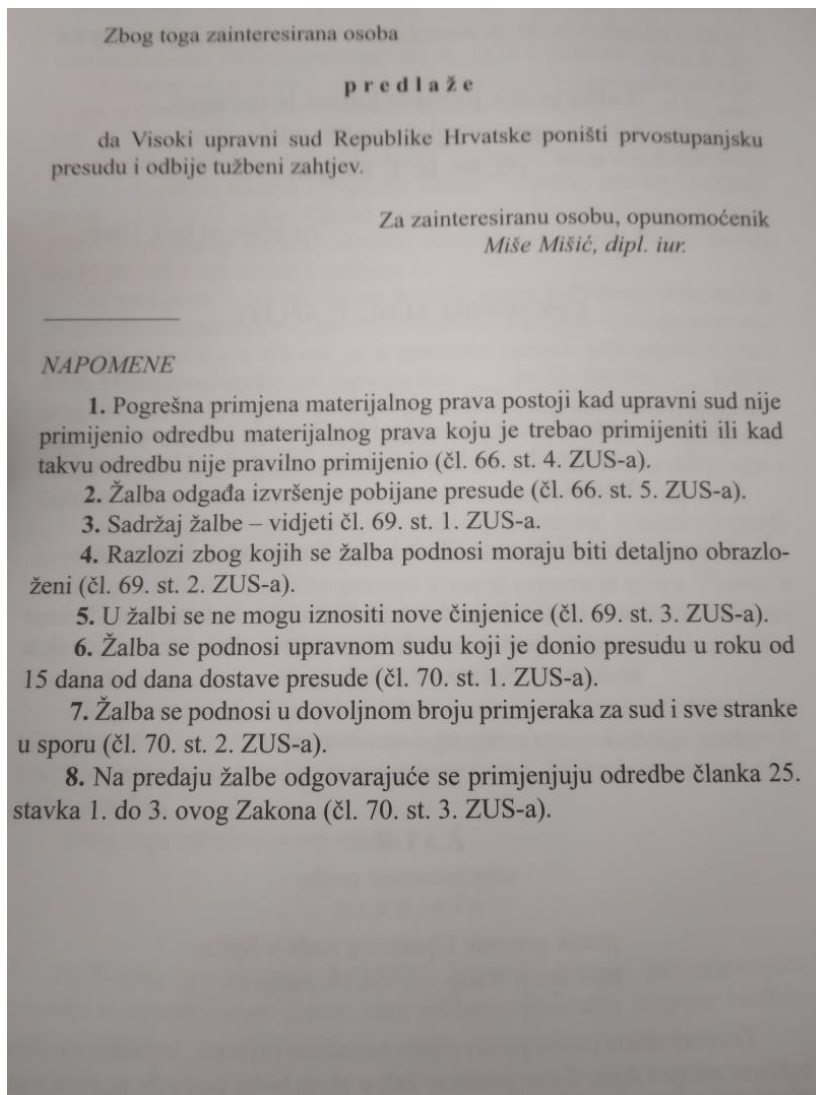 Zbog toga zainteresirana osoba
predlaže
da Visoki upravni sud Republike Hrvatske poništi prvostupanjsku
presudu i odbije tužbeni zahtjev.
Za zainteresiranu osobu, opunomoćenik
Miše Mišić, dipl. iur.
NAPOMENE
1. Pogrešna primjena materijalnog prava postoji kad upravni sud nije
primijenio odredbu materijalnog prava koju je trebao primijeniti ili kad
takvu odredbu nije pravilno primijenio (čl. 66. st. 4. ZUS-a).
2. Žalba odgađa izvršenje pobijane presude (čl. 66. st. 5. ZUS-a).
3. Sadržaj žalbe – vidjeti čl. 69. st. 1. ZUS-a.
4. Razlozi zbog kojih se žalba podnosi moraju biti detaljno obrazlo-
ženi (čl. 69. st. 2. ZUS-a).
5. U žalbi se ne mogu iznositi nove činjenice (čl. 69. st. 3. ZUS-a).
6. Žalba se podnosi upravnom sudu koji je donio presudu u roku od
15 dana od dana dostave presude (čl. 70. st. 1. ZUS-a).
7. Žalba se podnosi u dovoljnom broju primjeraka za sud i sve stranke
u sporu (čl. 70. st. 2. ZUS-a).
8. Na predaju žalbe odgovarajuće se primjenjuju odredbe članka 25.
stavka 1. do 3. ovog Zakona (čl. 70. st. 3. ZUS-a).